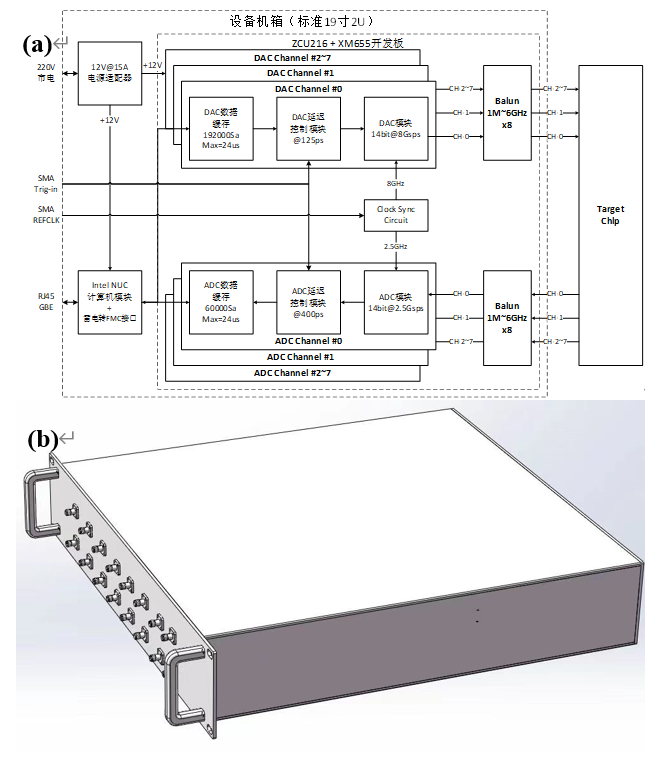 设备机箱（标准19寸2U）
(a)
ZCU216 + XM655开发板
220V
市电
12V@15A
电源适配器
+12V
+12V
DAC Channel #2~7
DAC Channel #1
DAC Channel #0
DAC数据
缓存
192000Sa
Max=24us
DAC延迟
控制模块
@125ps
DAC模块
14bit@8Gsps
CH 2~7
CH 1
CH 0
Balun
1M~6GHz
x8
CH 2~7
CH 1
CH 0
Target
Chip
SMA
Trig-in
SMA
REFCLK
8GHz
Clock Sync
Circuit
2.5GHz
RJ45
GBE
Intel NUC
计算机模块
+
雷电转FMC接口
ADC数据
缓存
60000Sa
Max=24us
ADC延迟
控制模块
@400ps
ADC模块
14bit@2.5Gsps
ADC Channel #0
ADC Channel #1
ADC Channel #2~7
CH 0
CH 1
CH 2~7
Balun
1M~6GHz
x8
CH 0
CH 1
CH 2~7
(b)